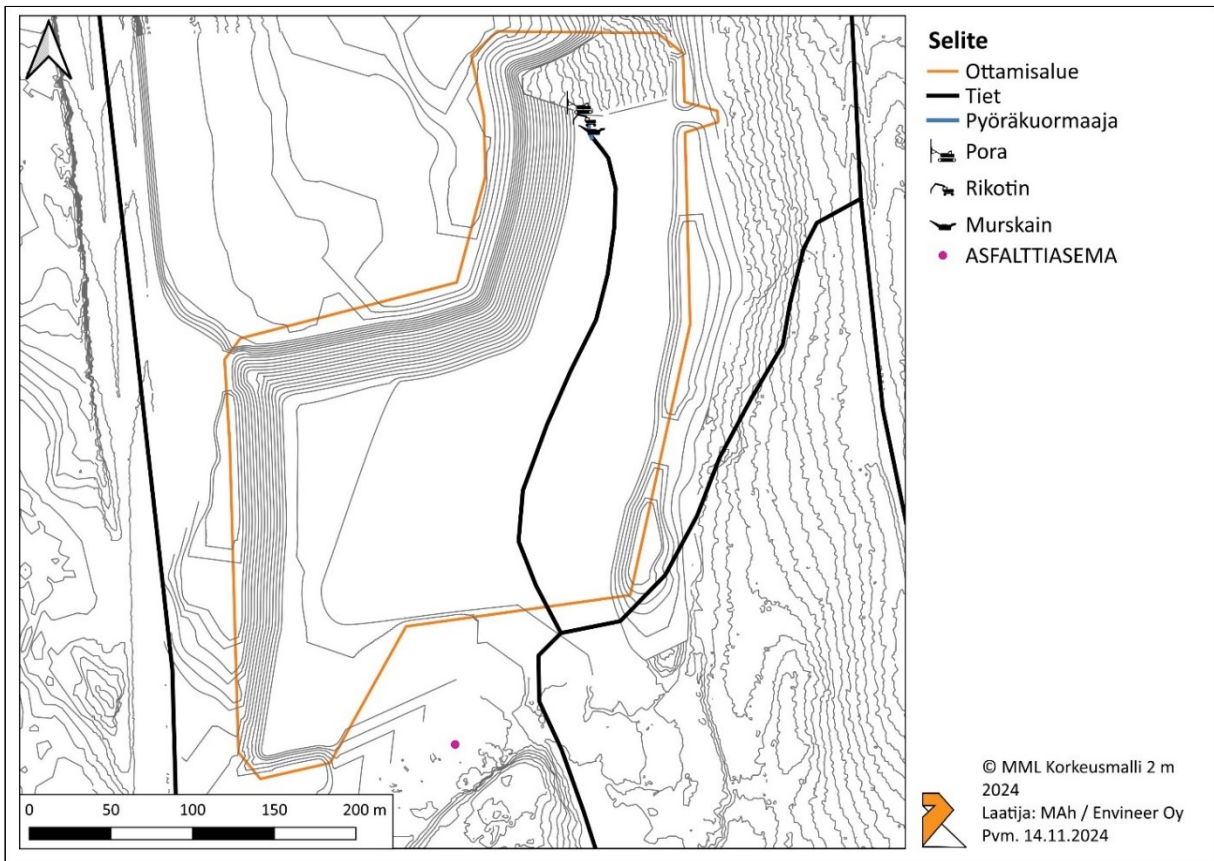 Selite
Ottamisalue
Tiet
Pyöräkuormaaja
Pora
Rikotin
Murskain
ASFALTTIASEMA
0 50 100 150 200 m
© MML Korkeusmalli 2 m
2024
Laatija: MAh / Envineer Oy
Pvm. 14.11.2024